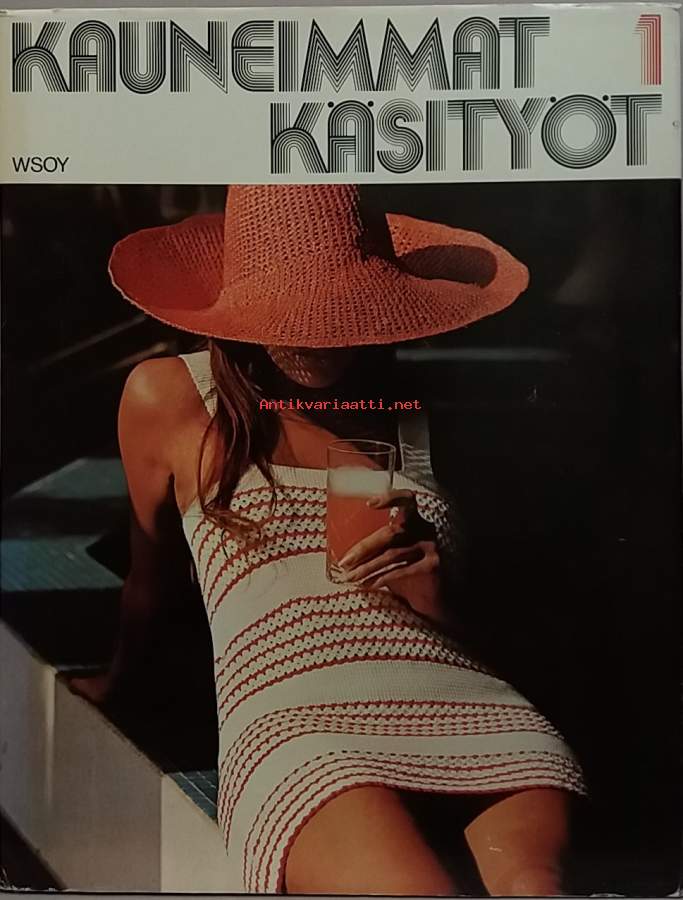 KAUNEIMMAT 1
KÄSITYÖT
WSOY
Antikvariaatti.net